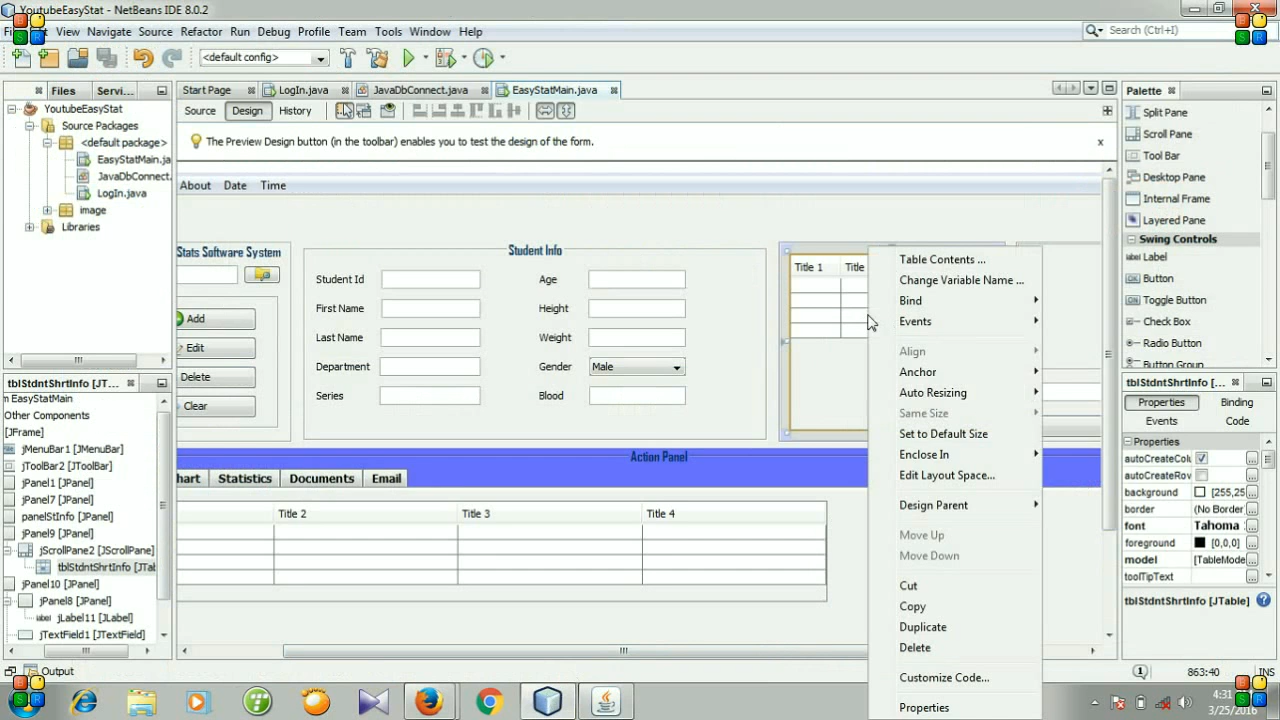 YoutubeEasyStat - NetBeans IDE 8.0.2
View Navigate Source Refactor Run Debug Profile Team Tools Window Help
Search (Ctrl+I)
<default config>
Files Servi...
Start Page LogIn.java JavaDbConnect.java EasyStatMain.java
Palette
Source Design History
YoutubeEasyStat
Source Packages
<default package>
EasyStatMain.ja
JavaDbConnect.
LogIn.java
image
Libraries
The Preview Design button (in the toolbar) enables you to test the design of the form.
x
About Date Time
Split Pane
Scroll Pane
Tool Bar
Desktop Pane
Internal Frame
Layered Pane
Swing Controls
Label
Button
Toggle Button
Check Box
Radio Button
Button Group
Stats Software System
Student Info
Add
Edit
Delete
Clear
Student Id
First Name
Last Name
Department
Series
Age
Height
Weight
Gender Male
Blood
Title 1 Title
Table Contents ...
Change Variable Name ...
Bind
Events
Align
Anchor
Auto Resizing
Same Size
Set to Default Size
Enclose In
Edit Layout Space...
Design Parent
Move Up
Move Down
Cut
Copy
Duplicate
Delete
Customize Code...
Properties
Action Panel
hart Statistics Documents Email
Title 2 Title 3 Title 4
tblStdntShrtInfo [JT...
m EasyStatMain
Other Components
[JFrame]
jMenuBar1 [JMenuBar]
jToolBar2 [JToolBar]
jPanel1 [JPanel]
jPanel7 [JPanel]
panelStInfo [JPanel]
jPanel9 [JPanel]
jScrollPane2 [JScrollPane]
tblStdntShrtInfo [JTab
jPanel10 [JPanel]
jPanel8 [JPanel]
jLabel11 [JLabel]
jTextField1 [JTextField]
tblStdntShrtInfo [...
Properties Binding
Events Code
Properties
autoCreateColu
autoCreateRov
background [255,25
border (No Border
font Tahoma
foreground [0,0,0]
model [TableMode
toolTipText
tblStdntShrtInfo [JTable]
Output
1 863:40 INS
4:31
3/25/2016
B
S R
B
S R
B
S R
B
S R